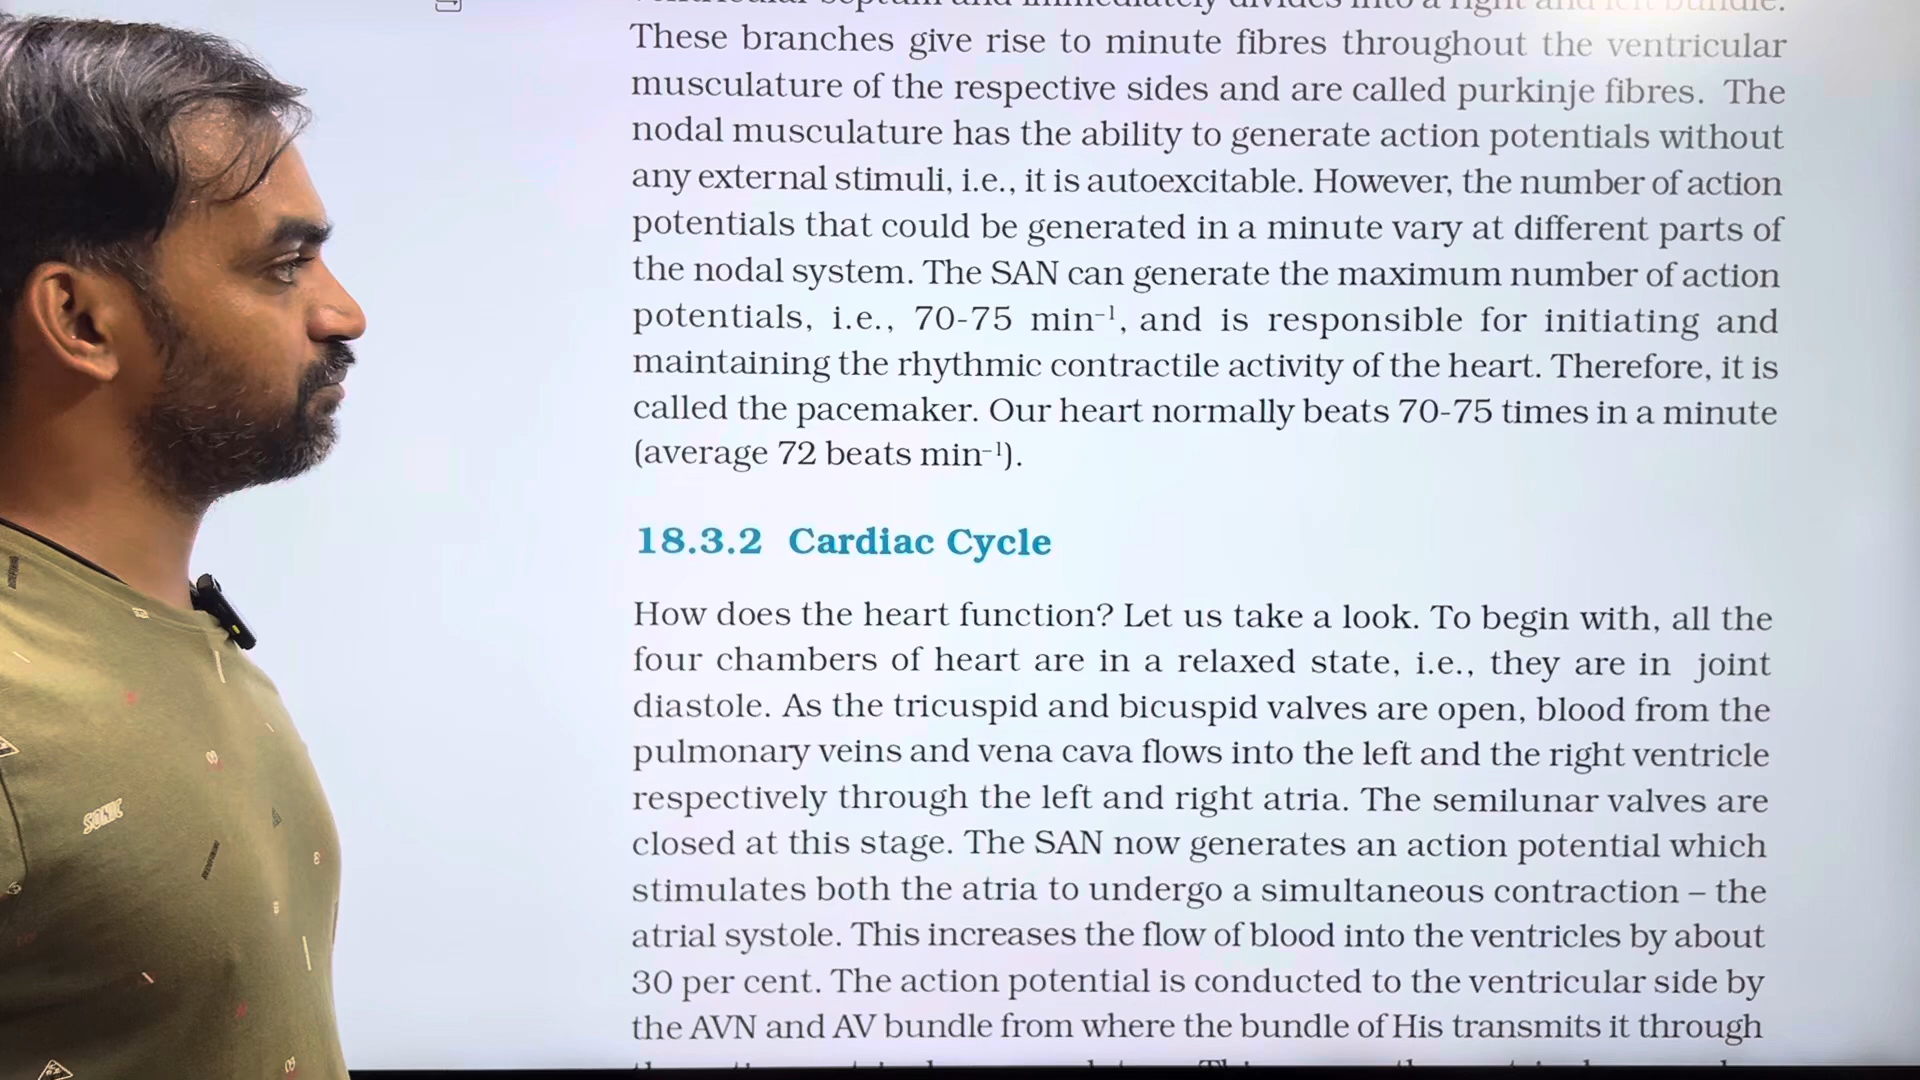 ventricular septum and immediately divides into a right and left bundle.
These branches give rise to minute fibres throughout the ventricular
musculature of the respective sides and are called purkinje fibres. The
nodal musculature has the ability to generate action potentials without
any external stimuli, i.e., it is autoexcitable. However, the number of action
potentials that could be generated in a minute vary at different parts of
the nodal system. The SAN can generate the maximum number of action
potentials, i.e., 70-75 min⁻¹, and is responsible for initiating and
maintaining the rhythmic contractile activity of the heart. Therefore, it is
called the pacemaker. Our heart normally beats 70-75 times in a minute
(average 72 beats min⁻¹).
18.3.2 Cardiac Cycle
How does the heart function? Let us take a look. To begin with, all the
four chambers of heart are in a relaxed state, i.e., they are in joint
diastole. As the tricuspid and bicuspid valves are open, blood from the
pulmonary veins and vena cava flows into the left and the right ventricle
respectively through the left and right atria. The semilunar valves are
closed at this stage. The SAN now generates an action potential which
stimulates both the atria to undergo a simultaneous contraction – the
atrial systole. This increases the flow of blood into the ventricles by about
30 per cent. The action potential is conducted to the ventricular side by
the AVN and AV bundle from where the bundle of His transmits it through
SONIC